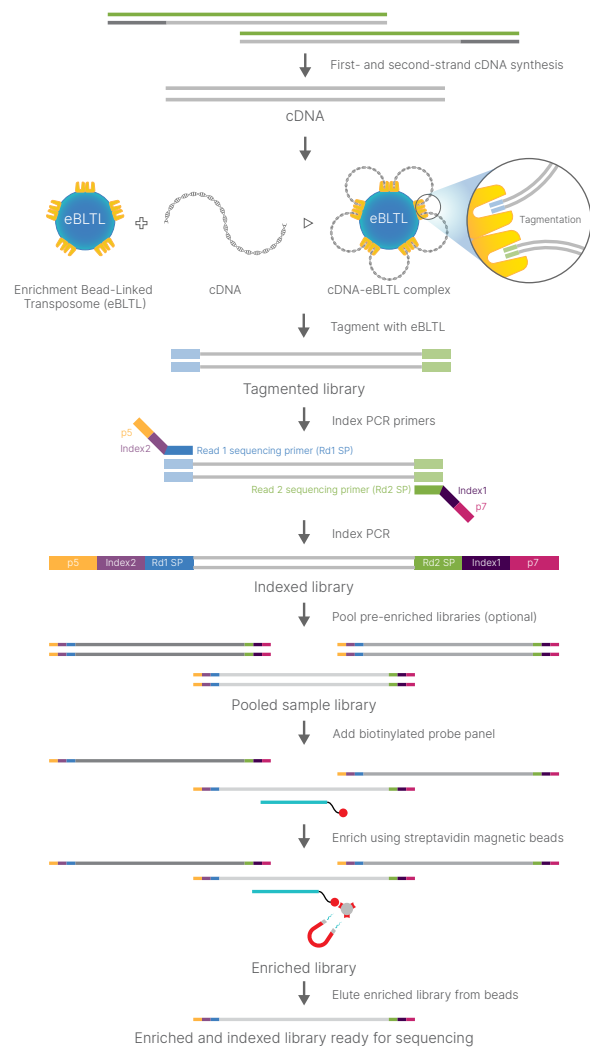 First- and second-strand cDNA synthesis
cDNA
eBLTL
eBLTL
Tagmentation
Enrichment Bead-Linked
Transposome (eBLTL)
cDNA
cDNA-eBLTL complex
Tagment with eBLTL
Tagmented library
Index PCR primers
p5
Index2
Read 1 sequencing primer (Rd1 SP)
Read 2 sequencing primer (Rd2 SP)
Index1
p7
Index PCR
p5 Index2 Rd1 SP Rd2 SP Index1 p7
Indexed library
Pool pre-enriched libraries (optional)
Pooled sample library
Add biotinylated probe panel
Enrich using streptavidin magnetic beads
Enriched library
Elute enriched library from beads
Enriched and indexed library ready for sequencing